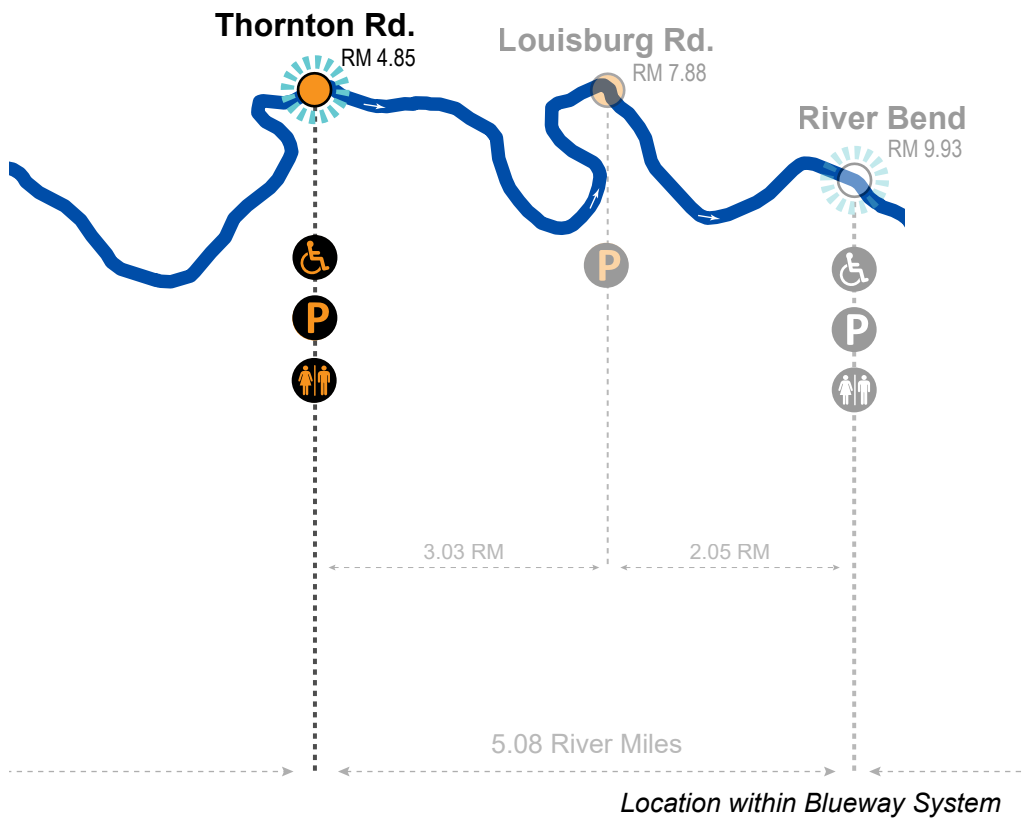 Thornton Rd.
RM 4.85
Louisburg Rd.
RM 7.88
River Bend
RM 9.93
P
P
P
3.03 RM
2.05 RM
5.08 River Miles
Location within Blueway System